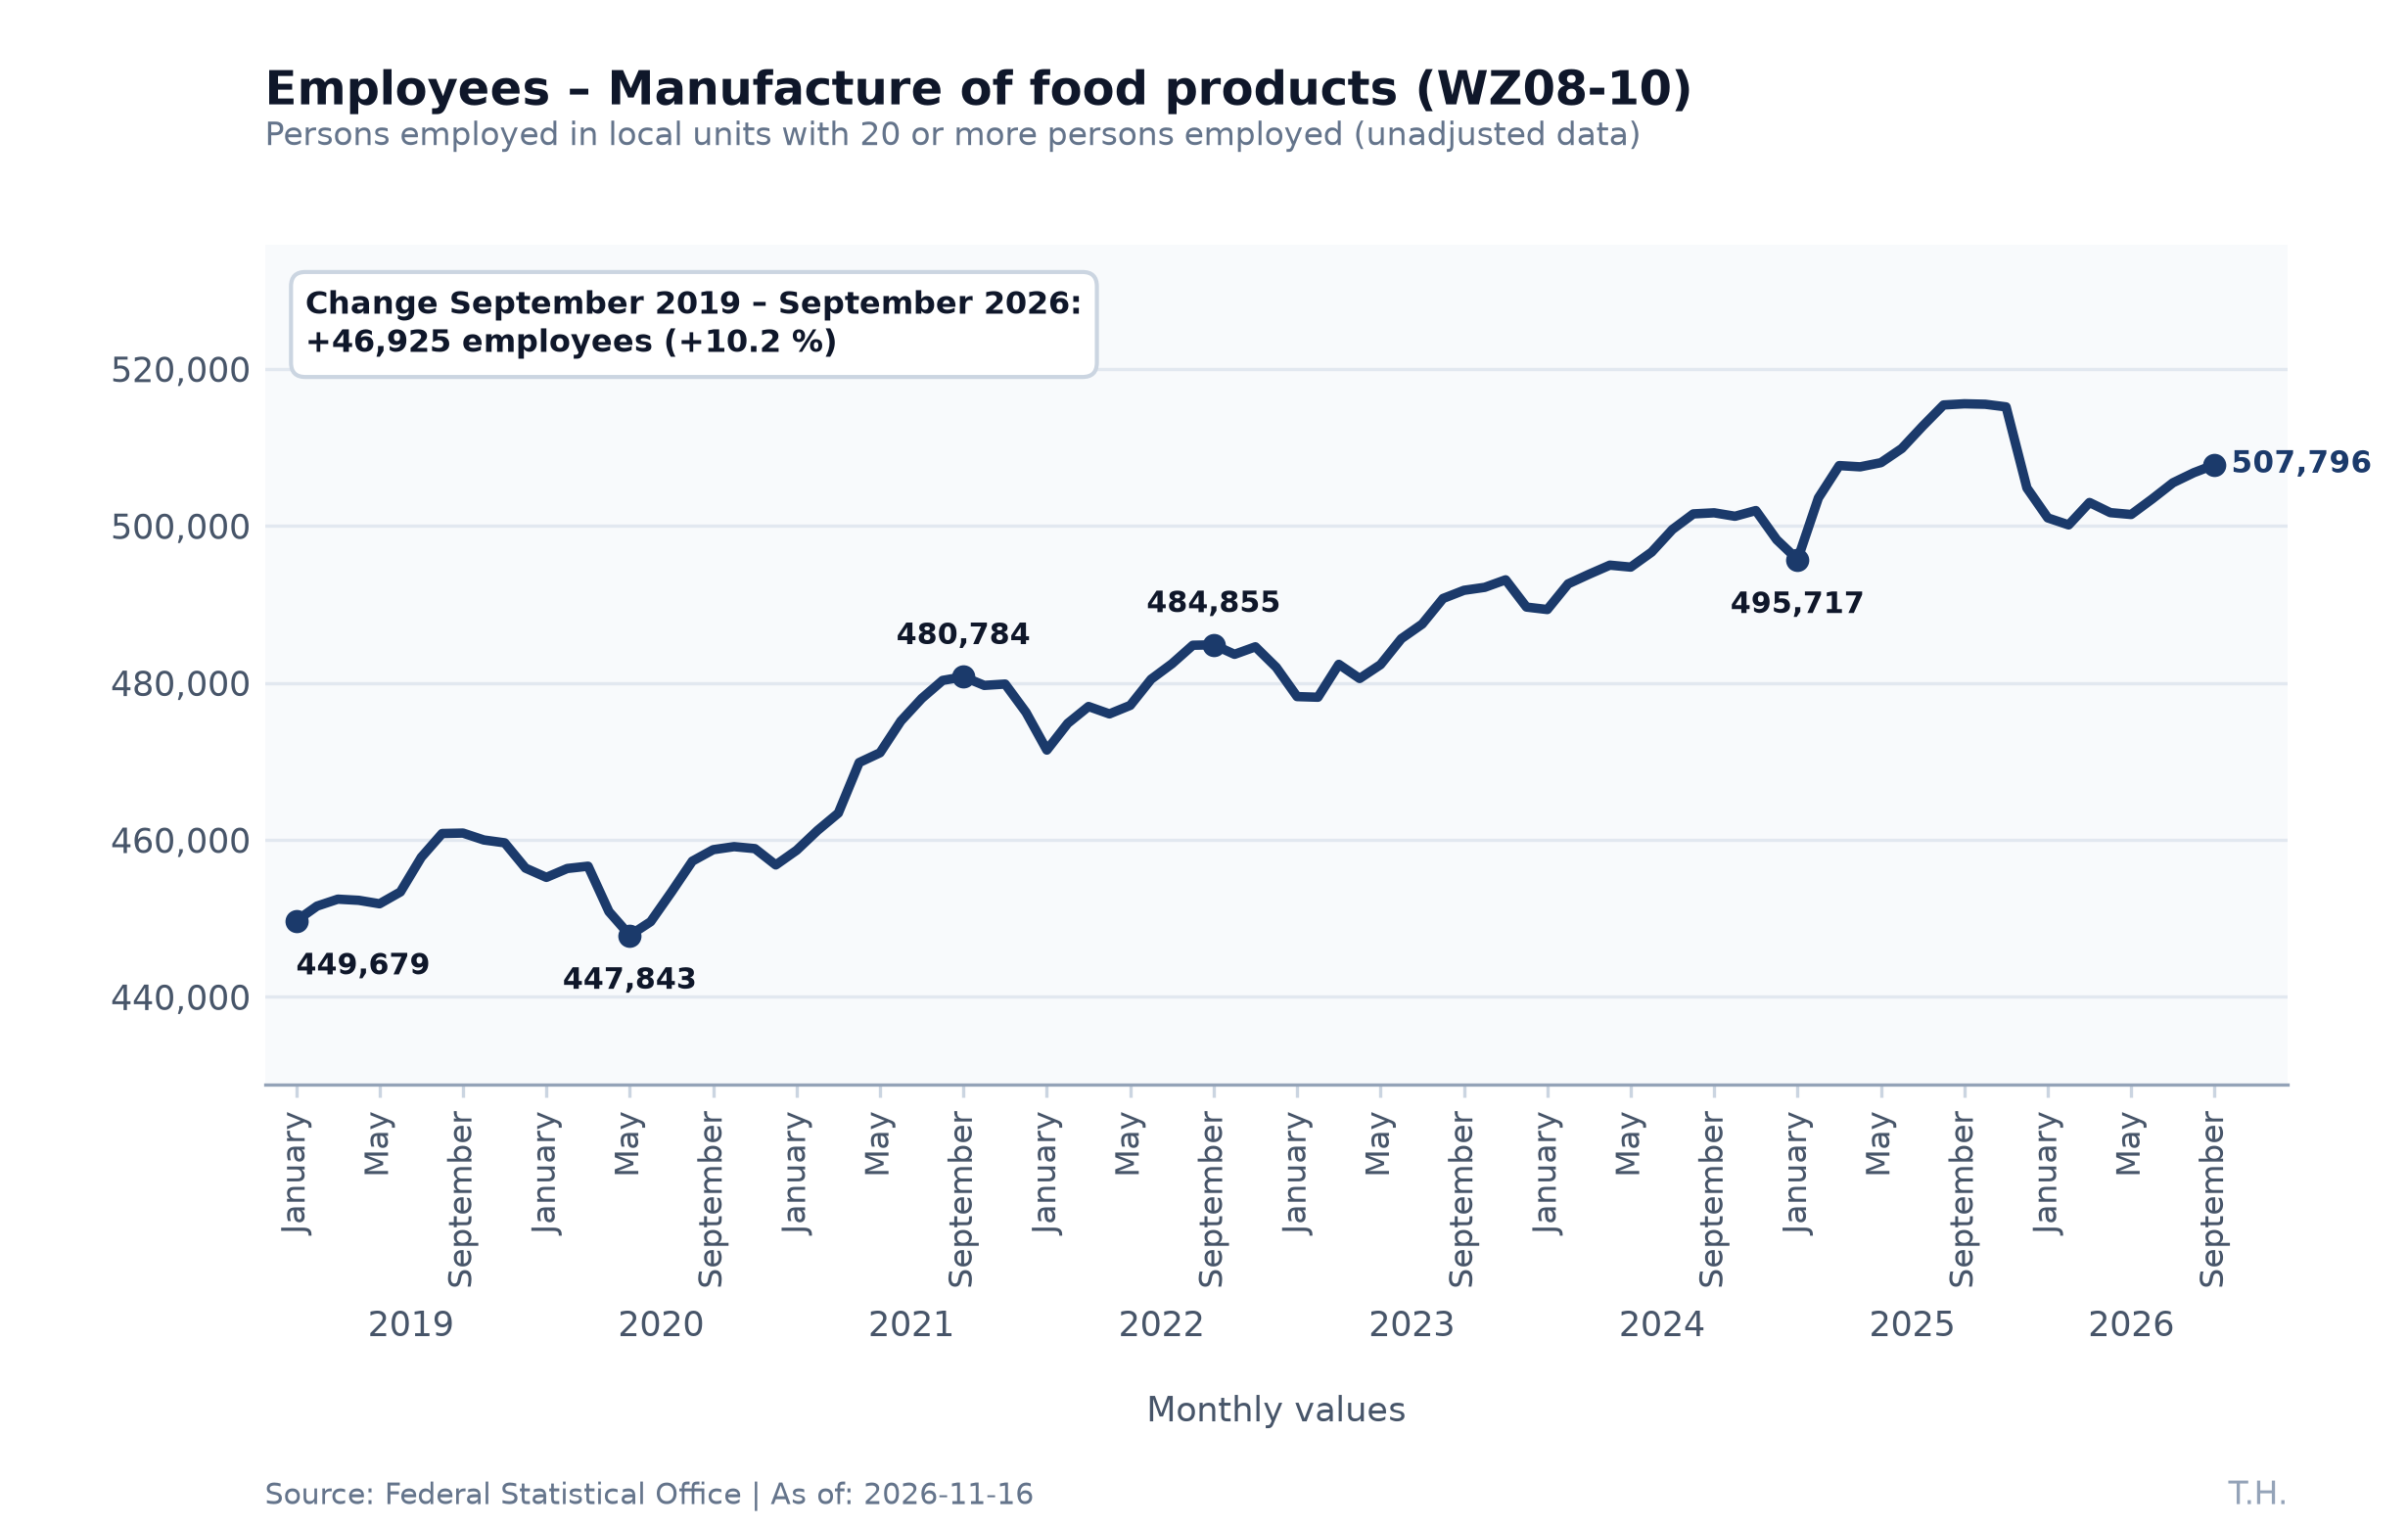 Employees – Manufacture of food products (WZ08-10)
Persons employed in local units with 20 or more persons employed (unadjusted data)
Change September 2019 – September 2026:
+46,925 employees (+10.2 %)
520,000
500,000
480,000
460,000
440,000
449,679
447,843
480,784
484,855
495,717
507,796
January
May
September
January
May
September
January
May
September
January
May
September
January
May
September
January
May
September
January
May
September
January
May
September
2019
2020
2021
2022
2023
2024
2025
2026
Monthly values
Source: Federal Statistical Office | As of: 2026-11-16
T.H.